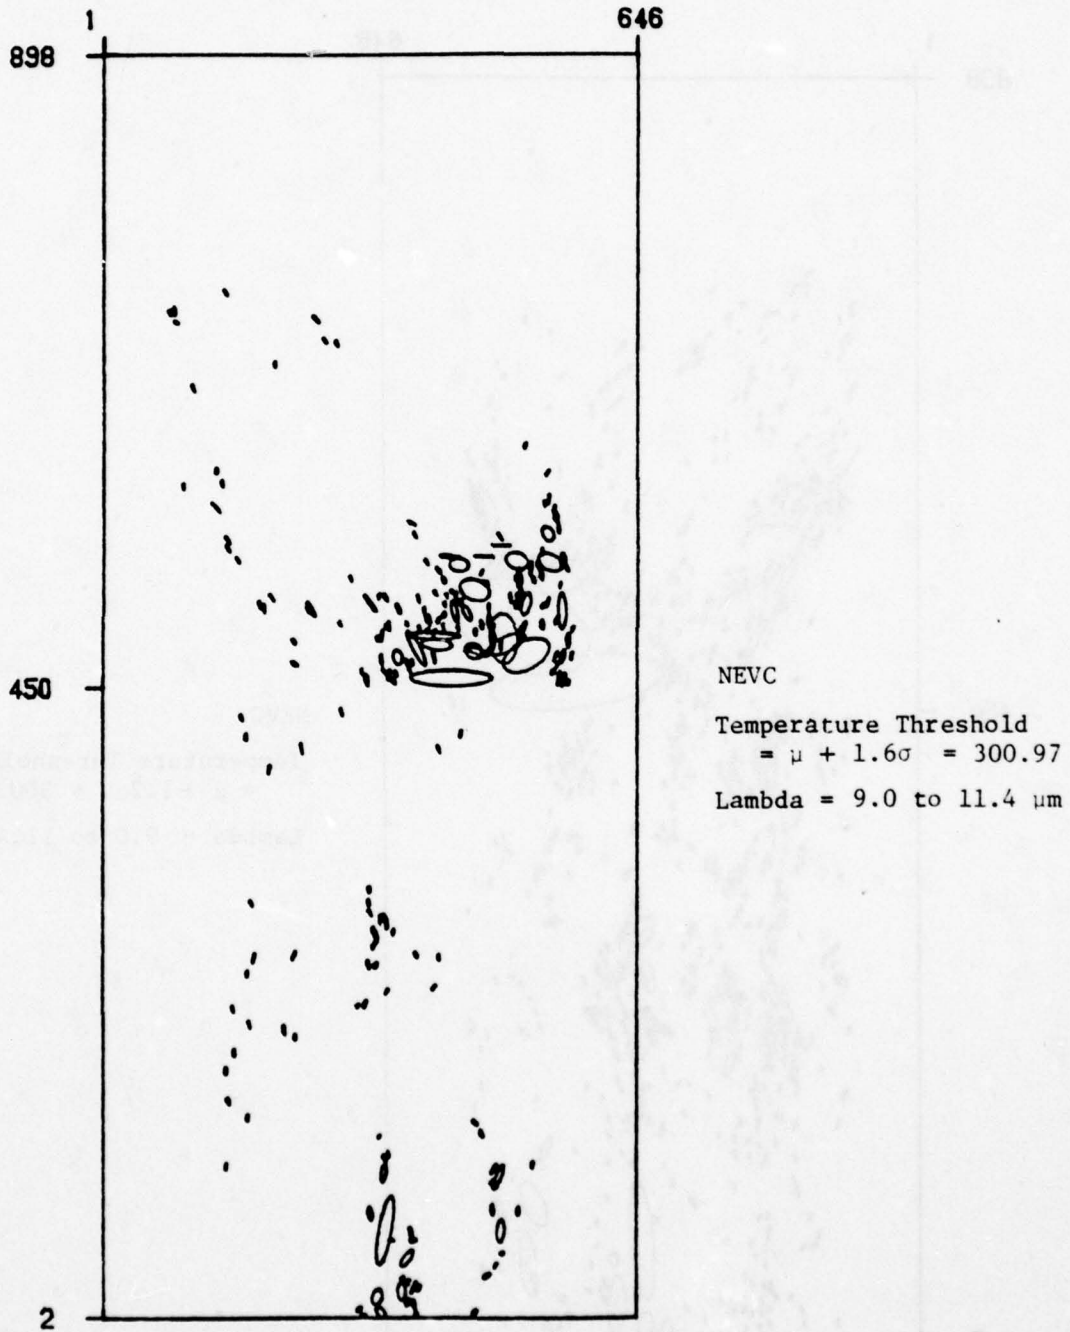 1 646
898
450
NEVC
Temperature Threshold
= μ + 1.6σ = 300.97
Lambda = 9.0 to 11.4 μm
2